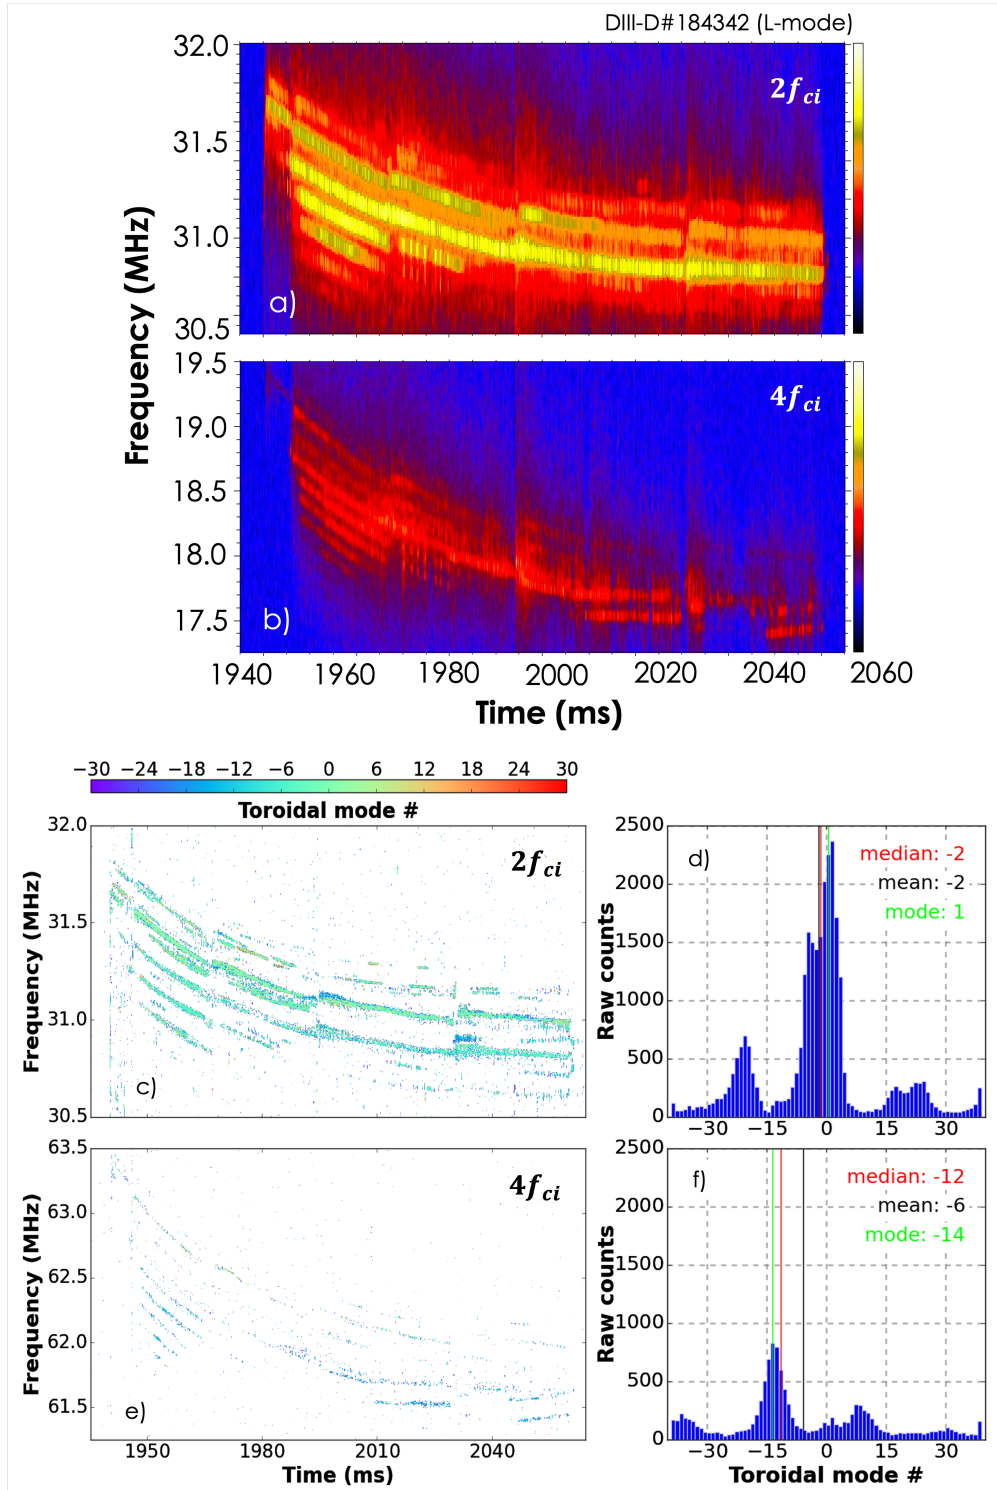 DIII-D#184342 (L-mode)
32.0
31.5
31.0
30.5
Frequency (MHz)
2f_ci
a)
19.5
19.0
18.5
18.0
17.5
4f_ci
b)
1940 1960 1980 2000 2020 2040 2060
Time (ms)
−30 −24 −18 −12 −6 0 6 12 18 24 30
Toroidal mode #
32.0
31.5
31.0
30.5
Frequency (MHz)
2f_ci
c)
2500
2000
1500
1000
500
0
Raw counts
d)
median: -2
mean: -2
mode: 1
−30 −15 0 15 30
63.5
63.0
62.5
62.0
61.5
Frequency (MHz)
4f_ci
e)
1950 1980 2010 2040
Time (ms)
2500
2000
1500
1000
500
0
Raw counts
f)
median: -12
mean: -6
mode: -14
−30 −15 0 15 30
Toroidal mode #